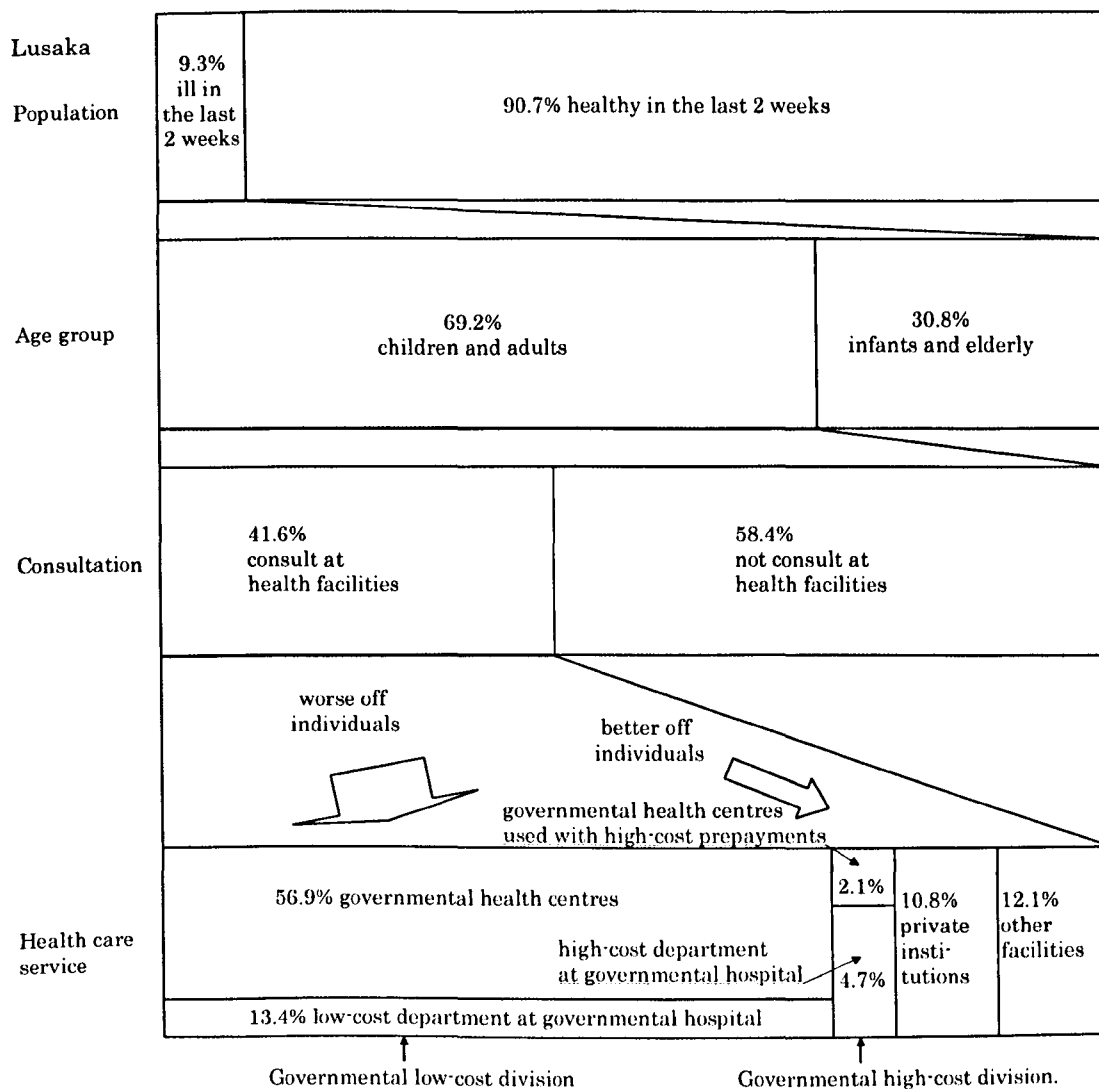 Lusaka
Population
9.3%
ill in
the last
2 weeks
90.7% healthy in the last 2 weeks
Age group
69.2%
children and adults
30.8%
infants and elderly
Consultation
41.6%
consult at
health facilities
58.4%
not consult at
health facilities
worse off
individuals
better off
individuals
governmental health centres
used with high-cost prepayments
Health care
service
56.9% governmental health centres
2.1%
10.8%
private
insti-
tutions
12.1%
other
facilities
high-cost department
at governmental hospital
4.7%
13.4% low-cost department at governmental hospital
Governmental low-cost division
Governmental high-cost division.